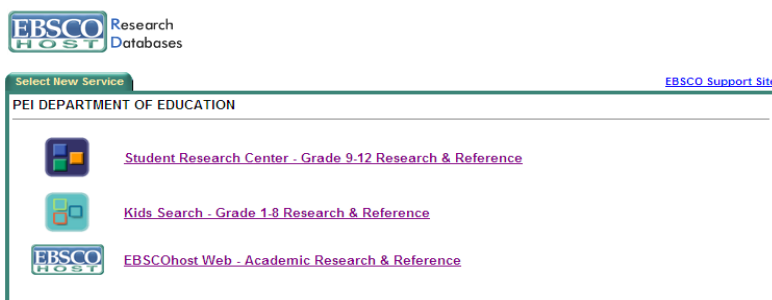 EBSCO Research
HOST Databases
Select New Service
EBSCO Support Site
PEI DEPARTMENT OF EDUCATION
Student Research Center - Grade 9-12 Research & Reference
Kids Search - Grade 1-8 Research & Reference
EBSCO
HOST
EBSCOhost Web - Academic Research & Reference